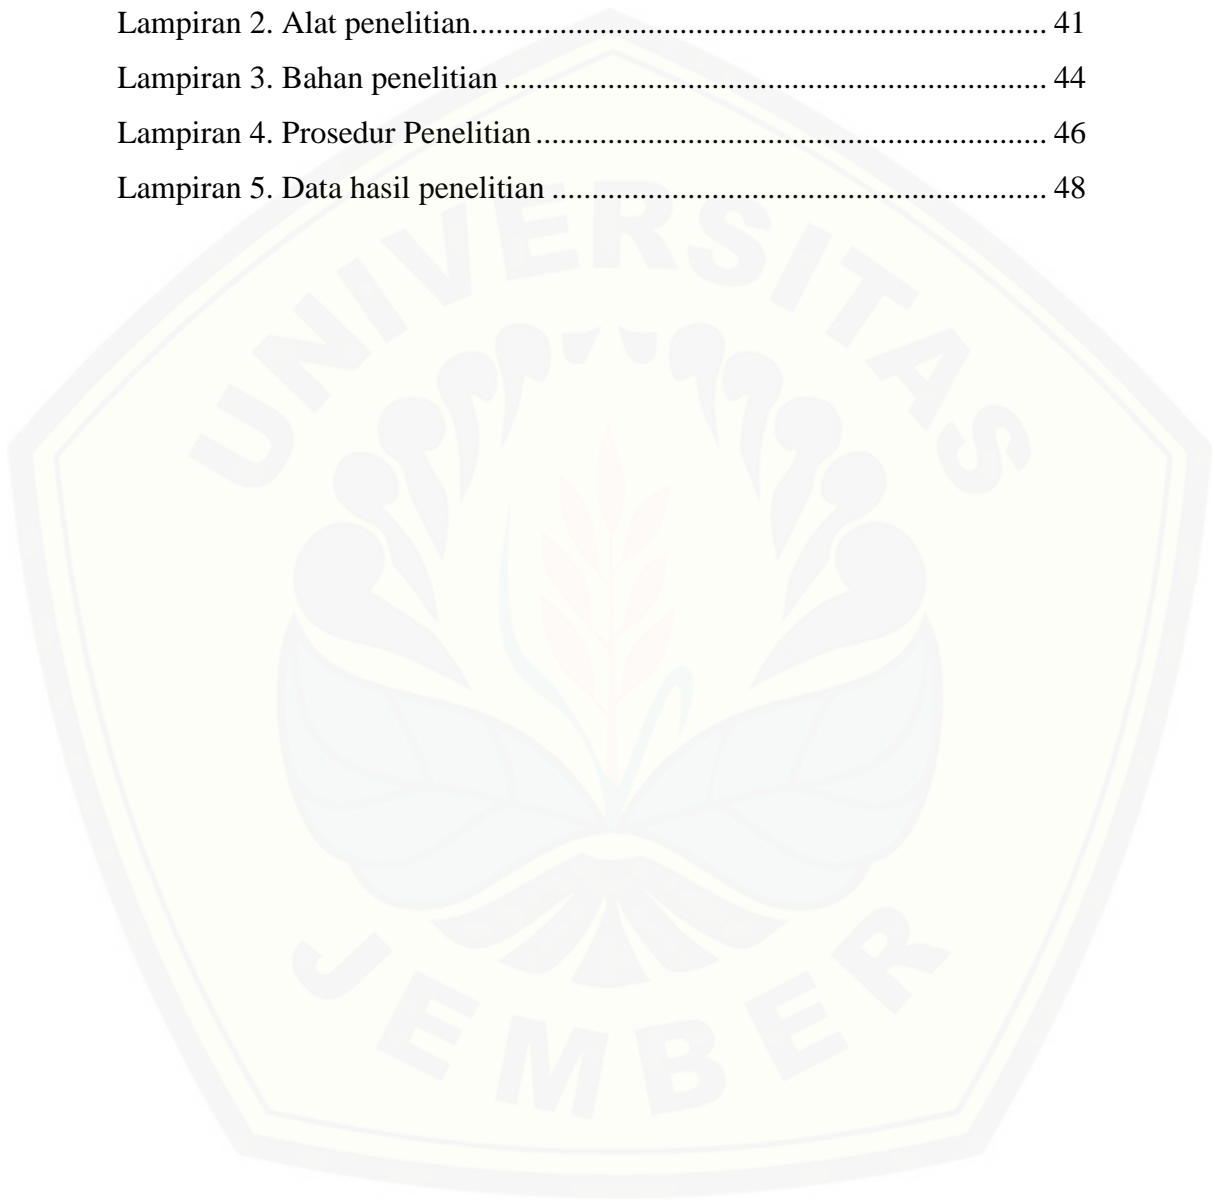 Lampiran 2. Alat penelitian........................................................................ 41
Lampiran 3. Bahan penelitian .................................................................... 44
Lampiran 4. Prosedur Penelitian ................................................................ 46
Lampiran 5. Data hasil penelitian .............................................................. 48
UNIVERSITAS
JEMBER